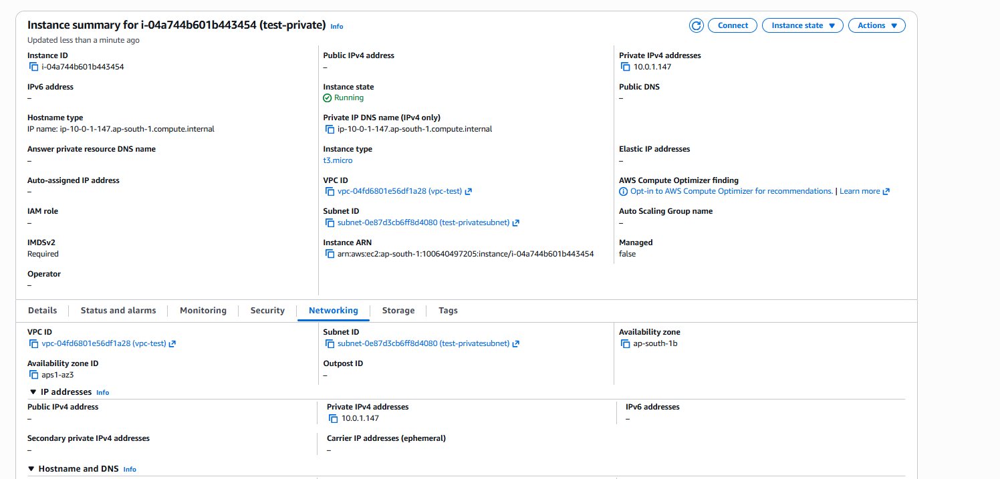 Instance summary for i-04a744b601b443454 (test-private) Info
Connect
Instance state
Actions
Updated less than a minute ago
Instance ID
i-04a744b601b443454
Public IPv4 address
–
Private IPv4 addresses
10.0.1.147
IPv6 address
–
Instance state
Running
Public DNS
–
Hostname type
IP name: ip-10-0-1-147.ap-south-1.compute.internal
Private IP DNS name (IPv4 only)
ip-10-0-1-147.ap-south-1.compute.internal
Answer private resource DNS name
–
Instance type
t3.micro
Elastic IP addresses
–
Auto-assigned IP address
–
VPC ID
vpc-04fd6801e56df1a28 (vpc-test)
AWS Compute Optimizer finding
Opt-in to AWS Compute Optimizer for recommendations. | Learn more
IAM role
–
Subnet ID
subnet-0e87d3cb6ff8d4080 (test-privatesubnet)
Auto Scaling Group name
–
IMDSv2
Required
Instance ARN
arn:aws:ec2:ap-south-1:100640497205:instance/i-04a744b601b443454
Managed
false
Operator
–
Details
Status and alarms
Monitoring
Security
Networking
Storage
Tags
VPC ID
vpc-04fd6801e56df1a28 (vpc-test)
Subnet ID
subnet-0e87d3cb6ff8d4080 (test-privatesubnet)
Availability zone
ap-south-1b
Availability zone ID
aps1-az3
Outpost ID
–
IP addresses Info
Public IPv4 address
–
Private IPv4 addresses
10.0.1.147
IPv6 addresses
–
Secondary private IPv4 addresses
–
Carrier IP addresses (ephemeral)
–
Hostname and DNS Info